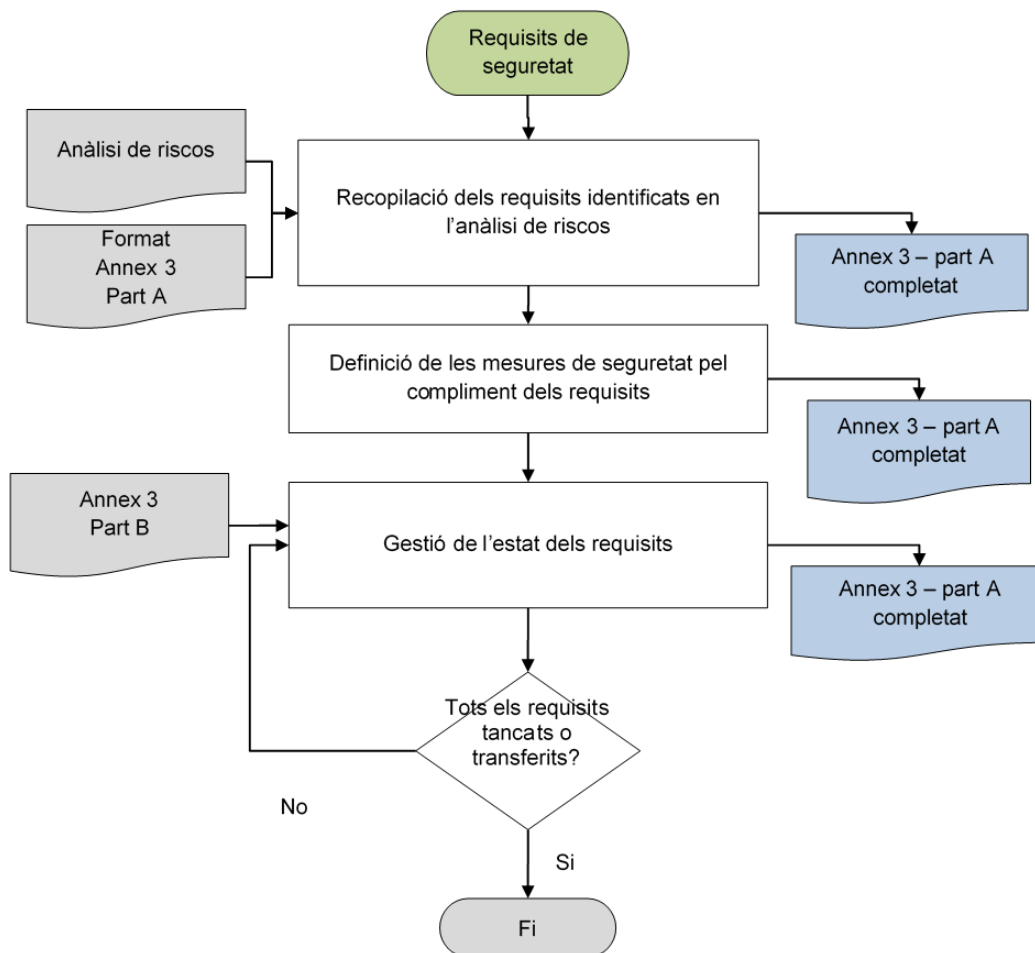 Requisits de
seguretat
Anàlisi de riscos
Format
Annex 3
Part A
Recopilació dels requisits identificats en
l’anàlisi de riscos
Annex 3 – part A
completat
Definició de les mesures de seguretat pel
compliment dels requisits
Annex 3 – part A
completat
Annex 3
Part B
Gestió de l’estat dels requisits
Annex 3 – part A
completat
Tots els requisits
tancats o
transferits?
No
Si
Fi